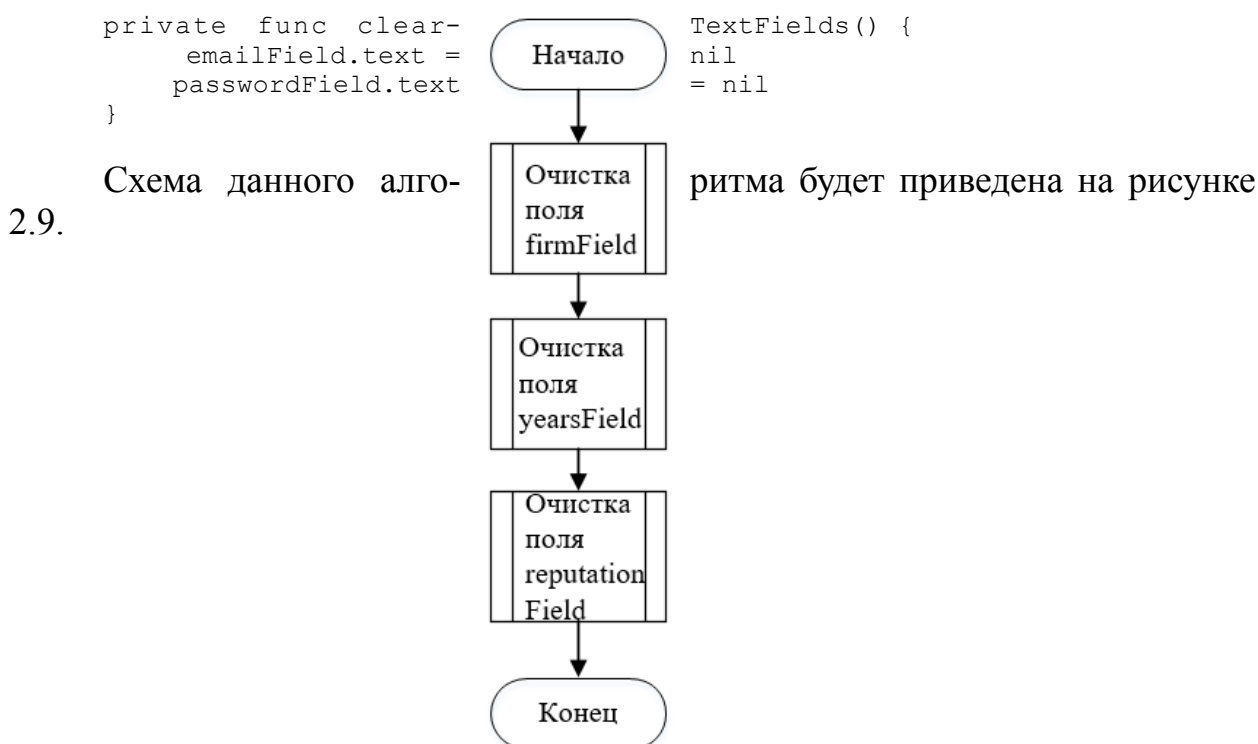 private func clear-TextFields() {
emailField.text = nil
passwordField.text = nil
}
Схема данного алго-ритма будет приведена на рисунке
2.9.
Начало
Очистка
поля
firmField
Очистка
поля
yearsField
Очистка
поля
reputation
Field
Конец